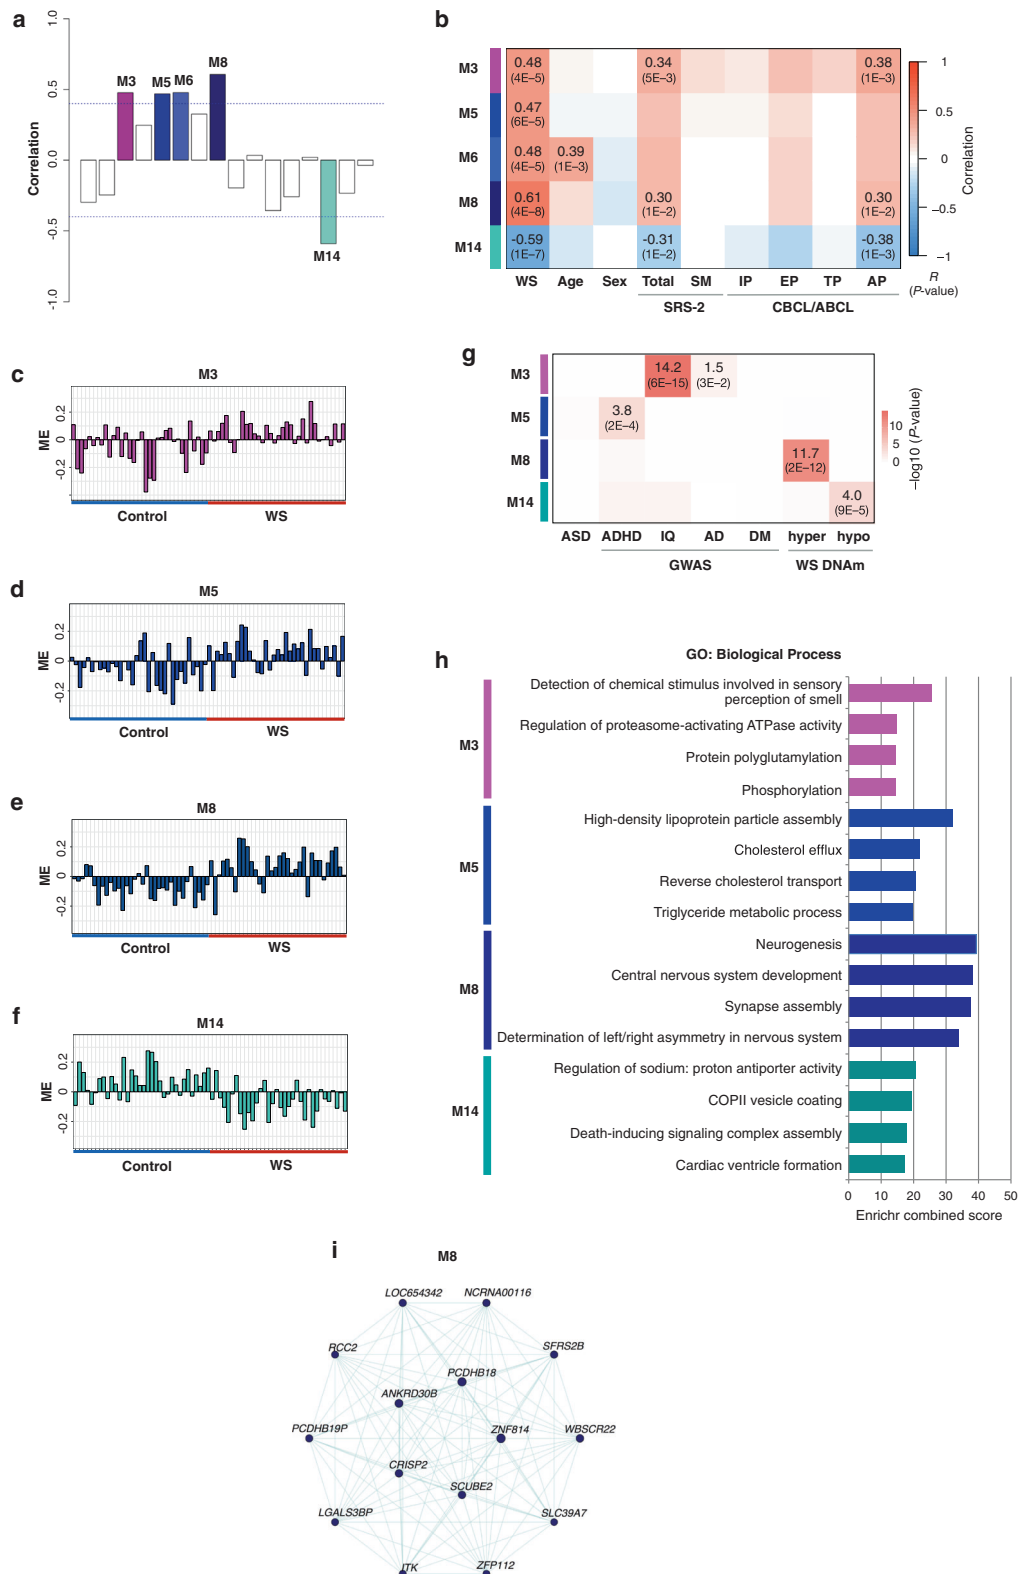 a
1.0
0.5
0.0
-0.5
-1.0
Correlation
M3
M5
M6
M8
M14
b
M3
M5
M6
M8
M14
0.48
(4E–5)
0.34
(5E–3)
0.38
(1E–3)
0.47
(6E–5)
0.48
(4E–5)
0.39
(1E–3)
0.61
(4E–8)
0.30
(1E–2)
0.30
(1E–2)
-0.59
(1E–7)
-0.31
(1E–2)
-0.38
(1E–3)
WS Age Sex Total SM IP EP TP AP
SRS-2 CBCL/ABCL
1
0.5
0
−0.5
−1
Correlation
R
(P-value)
c
M3
ME
0.2
0
-0.2
Control WS
d
M5
ME
0.2
0
-0.2
Control WS
e
M8
ME
0.2
0
-0.2
Control WS
f
M14
ME
0.2
0
-0.2
Control WS
g
M3
M5
M8
M14
14.2
(6E–15)
1.5
(3E–2)
3.8
(2E–4)
11.7
(2E–12)
4.0
(9E–5)
ASD ADHD IQ AD DM hyper hypo
GWAS WS DNAm
10
5
0
−log10 (P-value)
h
GO: Biological Process
M3
Detection of chemical stimulus involved in sensory
perception of smell
Regulation of proteasome-activating ATPase activity
Protein polyglutamylation
Phosphorylation
M5
High-density lipoprotein particle assembly
Cholesterol efflux
Reverse cholesterol transport
Triglyceride metabolic process
M8
Neurogenesis
Central nervous system development
Synapse assembly
Determination of left/right asymmetry in nervous system
M14
Regulation of sodium: proton antiporter activity
COPII vesicle coating
Death-inducing signaling complex assembly
Cardiac ventricle formation
0 10 20 30 40 50
Enrichr combined score
i
M8
LOC654342
NCRNA00116
RCC2
SFRS2B
PCDHB18
ANKRD30B
PCDHB19P
ZNF814
WBSCR22
CRISP2
SCUBE2
LGALS3BP
SLC39A7
ITK
ZFP112